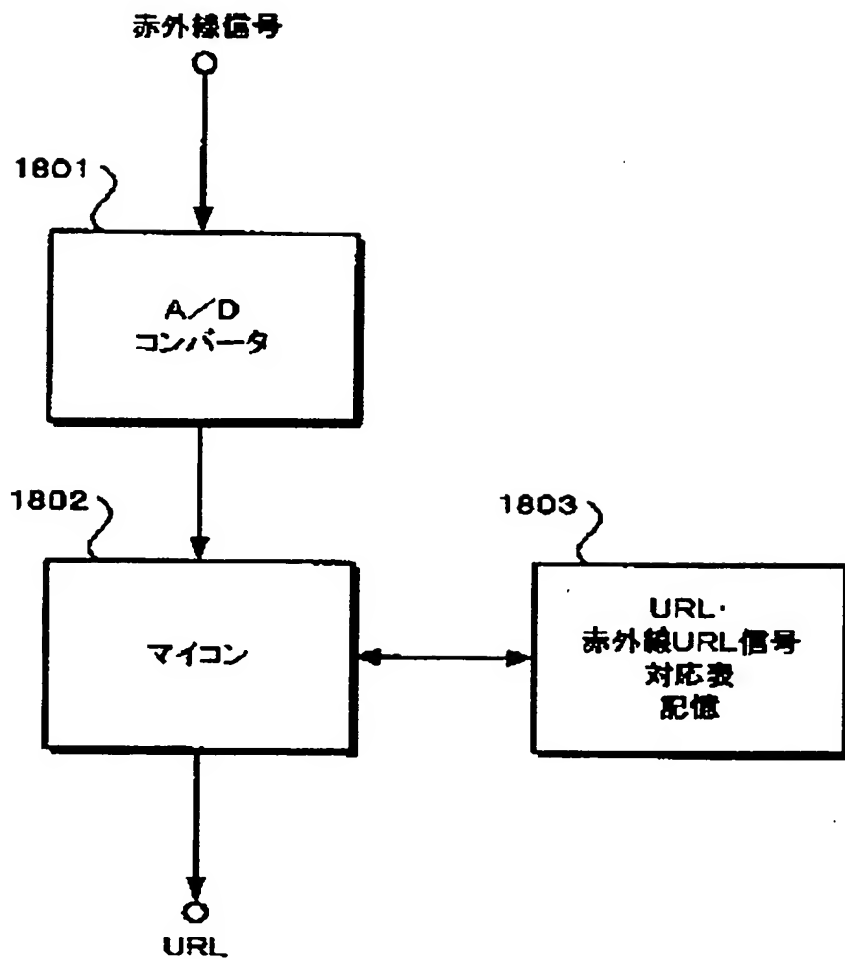 赤外線信号
1801
A/D
コンバータ
1802
マイコン
1803
URL・
赤外線URL信号
対応表
記憶
URL